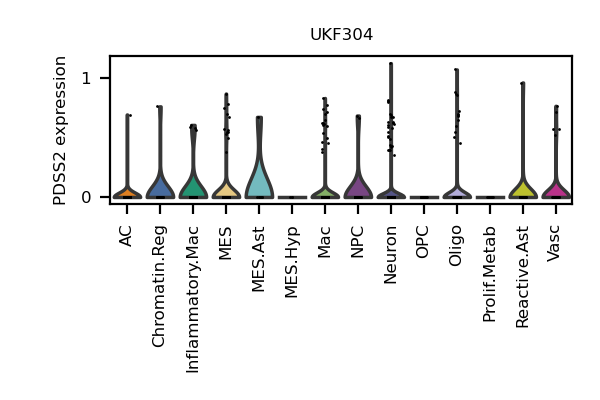 UKF304
PDSS2 expression
1
0
AC
Chromatin.Reg
Inflammatory.Mac
MES
MES.Ast
MES.Hyp
Mac
NPC
Neuron
OPC
Oligo
Prolif.Metab
Reactive.Ast
Vasc